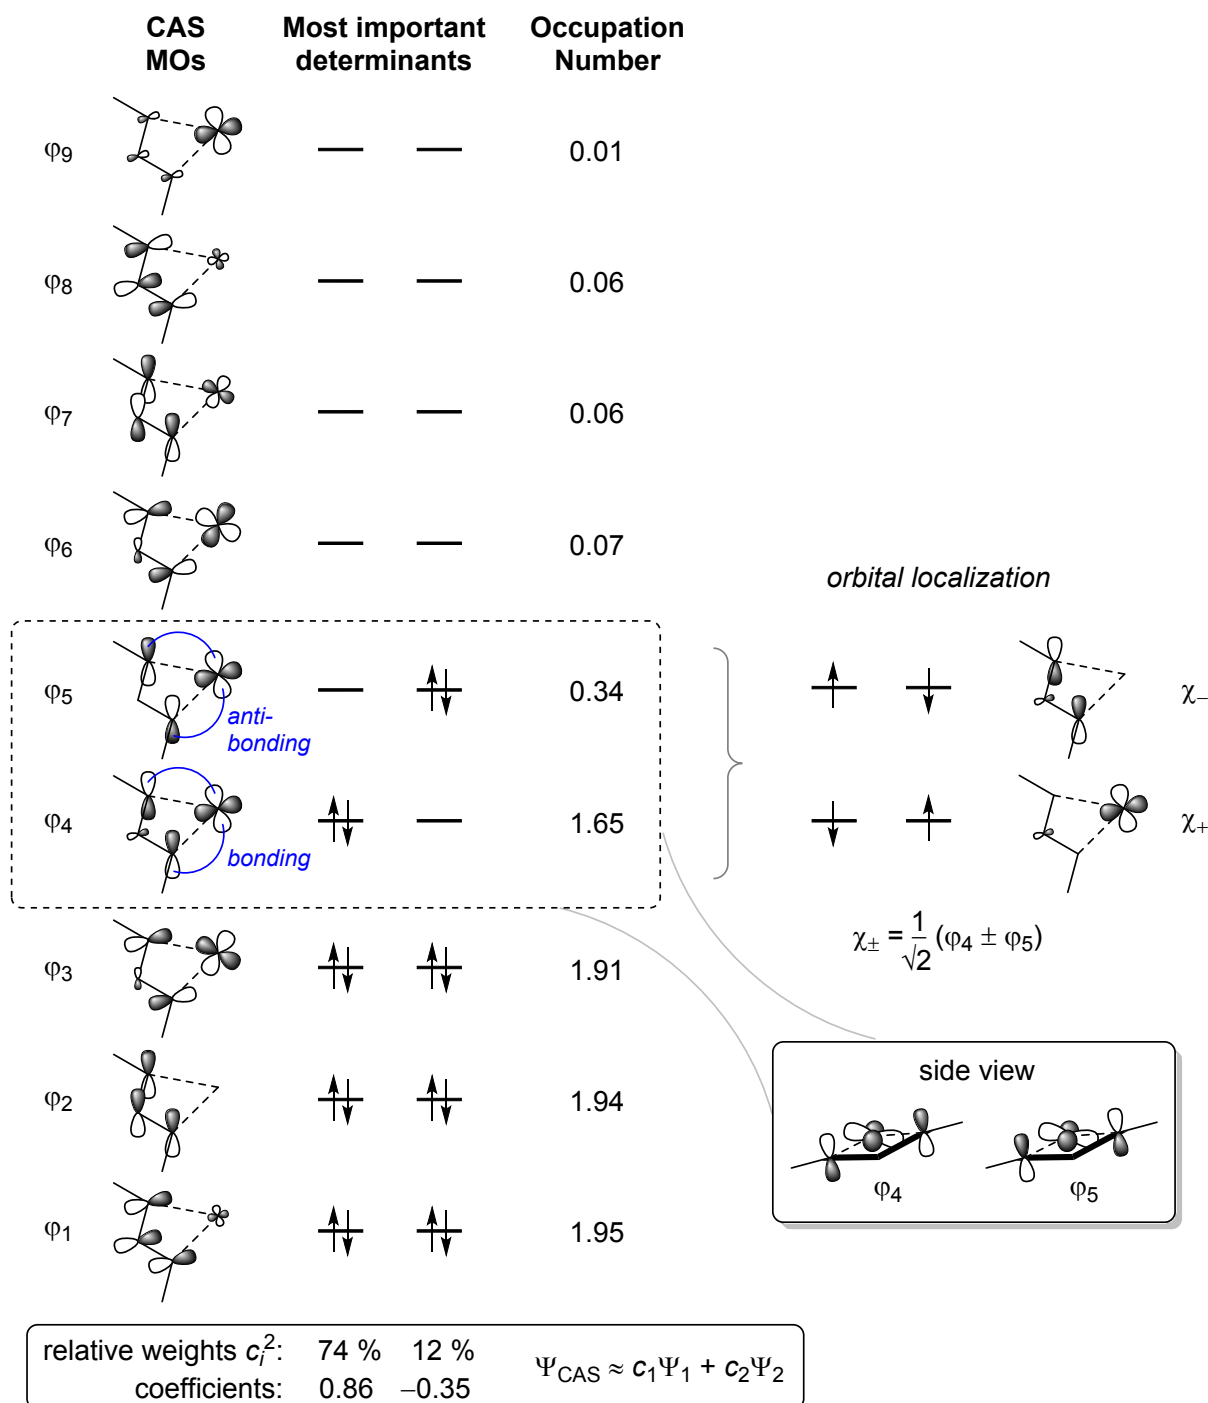 CAS MOs
Most important determinants
Occupation Number
φ9
0.01
φ8
0.06
φ7
0.06
φ6
0.07
orbital localization
φ5
anti-
bonding
0.34
χ−
φ4
bonding
1.65
χ+
χ± = 1/√2 (φ4 ± φ5)
φ3
1.91
φ2
1.94
side view
φ4
φ5
φ1
1.95
relative weights ci²: 74 % 12 %
coefficients: 0.86 −0.35
ΨCAS ≈ c1Ψ1 + c2Ψ2